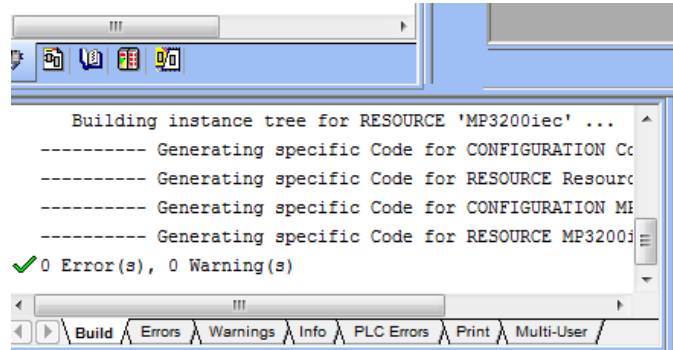 Building instance tree for RESOURCE 'MP3200iec' ...
---------- Generating specific Code for CONFIGURATION
---------- Generating specific Code for RESOURCE
---------- Generating specific Code for CONFIGURATION
---------- Generating specific Code for RESOURCE
0 Error(s), 0 Warning(s)
Build Errors Warnings Info PLC Errors Print Multi-User